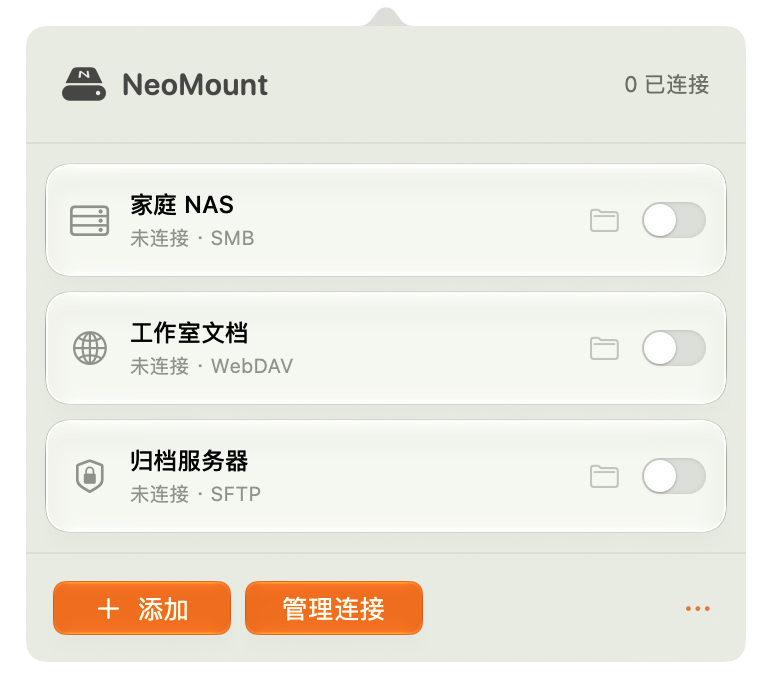 NeoMount
0 已连接
家庭 NAS
未连接 · SMB
工作室文档
未连接 · WebDAV
归档服务器
未连接 · SFTP
+ 添加
管理连接